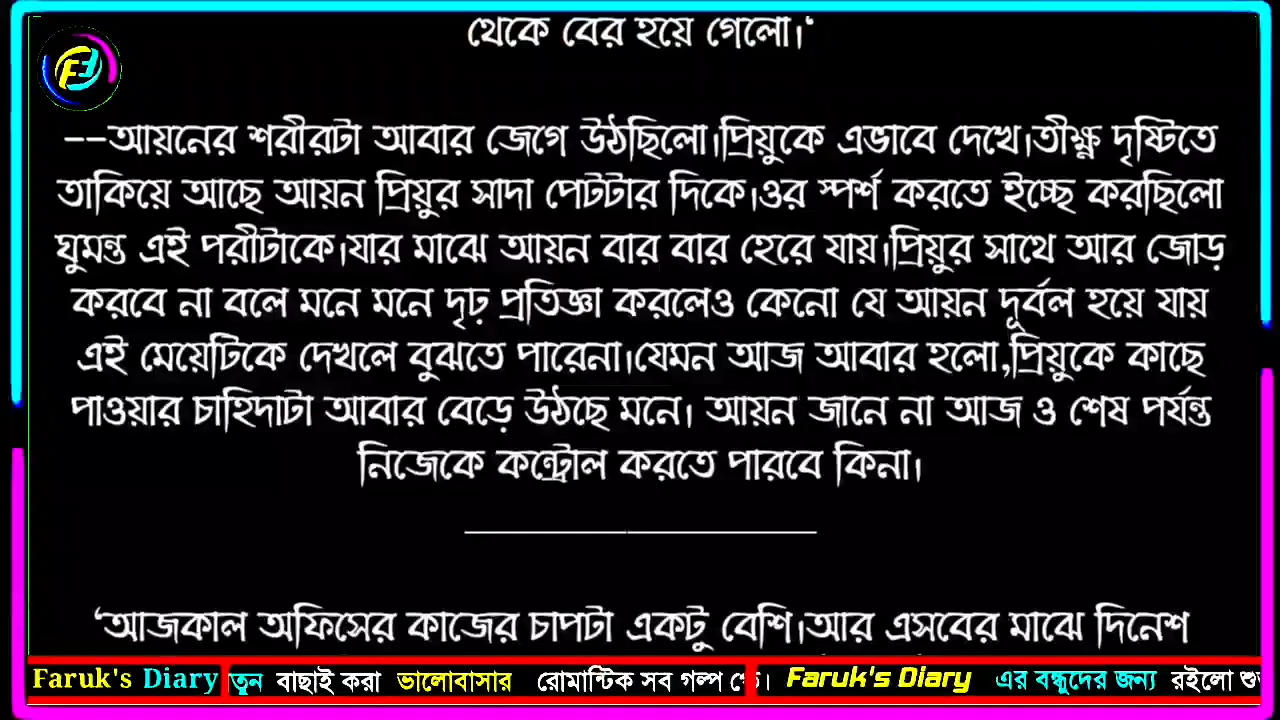 থেকে বের হয়ে গেলো।‘
--আয়নের শরীরটা আবার জেগে উঠছিলো।প্রিয়ুকে এভাবে দেখে।তীক্ষ্ণ দৃষ্টিতে
তাকিয়ে আছে আয়ন প্রিয়ুর সাদা পেটটার দিকে।ওর স্পর্শ করতে ইচ্ছে করছিলো
ঘুমন্ত এই পরীটাকে।যার মাঝে আয়ন বার বার হেরে যায়।প্রিয়ুর সাথে আর জোড়
করবে না বলে মনে মনে দৃঢ় প্রতিজ্ঞা করলেও কেনো যে আয়ন দূর্বল হয়ে যায়
এই মেয়েটিকে দেখলে বুঝতে পারেনা।যেমন আজ আবার হলো,প্রিয়ুকে কাছে
পাওয়ার চাহিদাটা আবার বেড়ে উঠছে মনে। আয়ন জানে না আজ ও শেষ পর্যন্ত
নিজেকে কন্ট্রোল করতে পারবে কিনা।
‘আজকাল অফিসের কাজের চাপটা একটু বেশি।আর এসবের মাঝে দিনেশ
Faruk's Diary তুন বাছাই করা ভালোবাসার রোমান্টিক সব গল্প Faruk's Diary এর বন্ধুদের জন্য রইলো